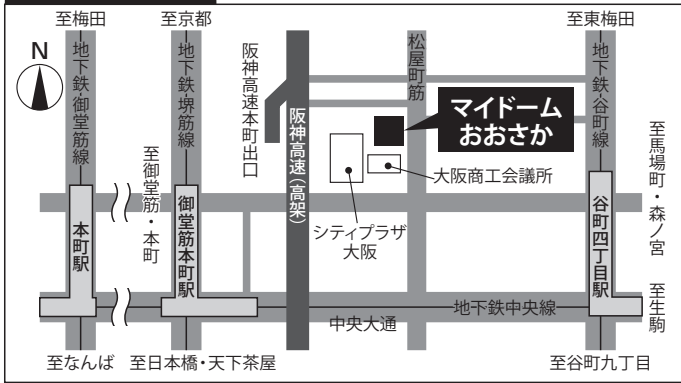 至梅田
至京都
至東梅田
N
地下鉄・御堂筋線
地下鉄・堺筋線
阪神高速本町出口
阪神高速(高架)
松屋町筋
地下鉄・谷町線
マイドーム
おおさか
大阪商工会議所
シティプラザ
大阪
至馬場町・森ノ宮
至御堂筋・本町
本町駅
御堂筋本町駅
谷町四丁目駅
至生駒
地下鉄中央線
中央大通
至なんば
至日本橋・天下茶屋
至谷町九丁目